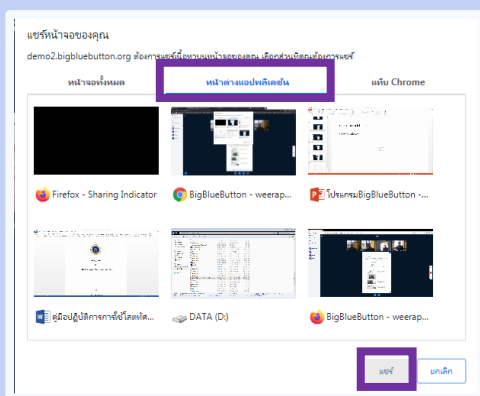 แชร์หน้าจอของคุณ
demo2.bigbluebutton.org ต้องการแชร์เนื้อหาบนหน้าจอของคุณ เลือกส่วนที่คุณต้องการแชร์
หน้าจอทั้งหมด หน้าต่างแอปพลิเคชัน แท็บ Chrome
Firefox - Sharing Indicator BigBlueButton - weerap... โปรแกรมBigBlueButton -...
DATA (D:) BigBlueButton - weerap...
แชร์ ยกเลิก